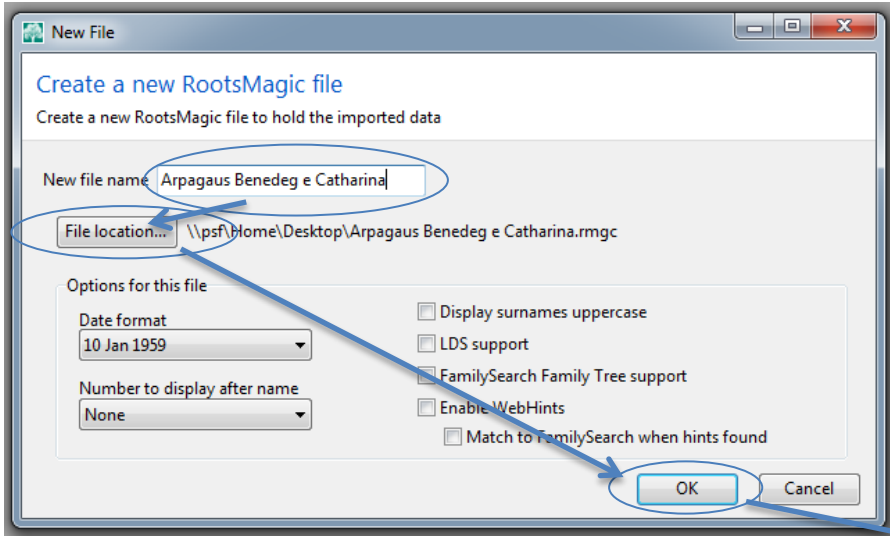 New File
Create a new RootsMagic file
Create a new RootsMagic file to hold the imported data
New file name Arpagaus Benedeg e Catharina
File location... \\psf\Home\Desktop\Arpagaus Benedeg e Catharina.rmgc
Options for this file
Date format
10 Jan 1959
Number to display after name
None
Display surnames uppercase
LDS support
FamilySearch Family Tree support
Enable WebHints
Match to FamilySearch when hints found
OK Cancel